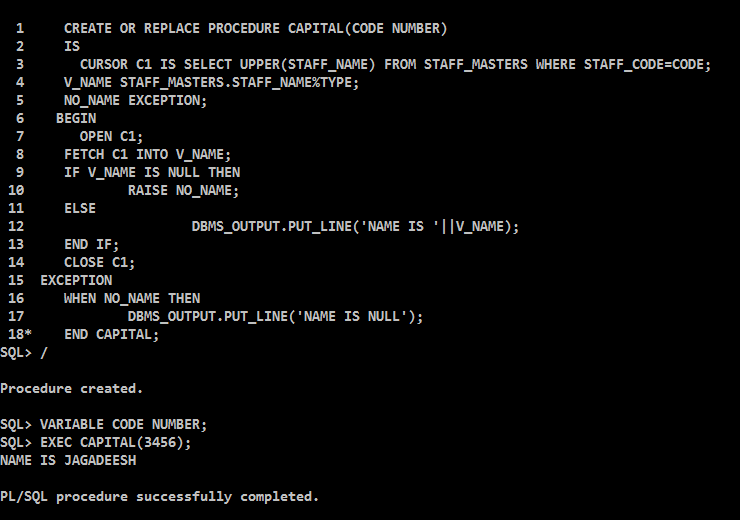 1     CREATE OR REPLACE PROCEDURE CAPITAL(CODE NUMBER)
2     IS
3       CURSOR C1 IS SELECT UPPER(STAFF_NAME) FROM STAFF_MASTERS WHERE STAFF_CODE=CODE;
4     V_NAME STAFF_MASTERS.STAFF_NAME%TYPE;
5     NO_NAME EXCEPTION;
6    BEGIN
7       OPEN C1;
8     FETCH C1 INTO V_NAME;
9     IF V_NAME IS NULL THEN
10             RAISE NO_NAME;
11     ELSE
12                     DBMS_OUTPUT.PUT_LINE('NAME IS '||V_NAME);
13     END IF;
14     CLOSE C1;
15  EXCEPTION
16     WHEN NO_NAME THEN
17             DBMS_OUTPUT.PUT_LINE('NAME IS NULL');
18*    END CAPITAL;
SQL> /
Procedure created.
SQL> VARIABLE CODE NUMBER;
SQL> EXEC CAPITAL(3456);
NAME IS JAGADEESH
PL/SQL procedure successfully completed.